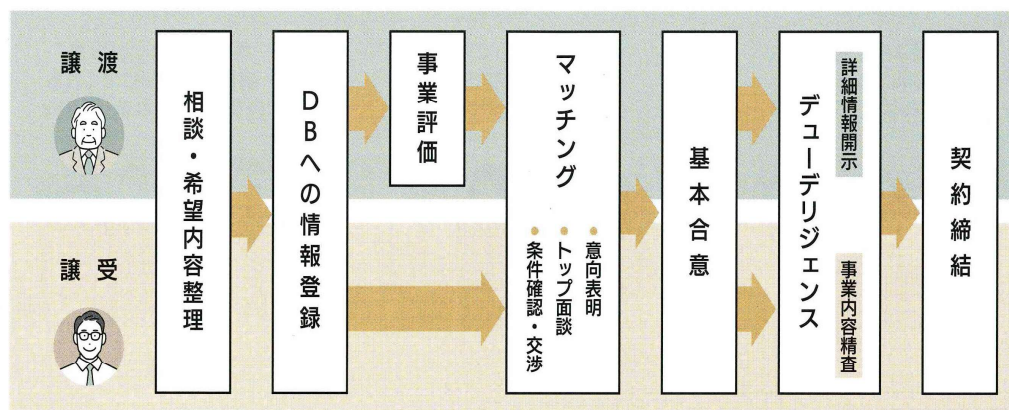 譲渡
譲受
相談・希望内容整理
DBへの情報登録
事業評価
マッチング
● 意向表明
● トップ面談
● 条件確認・交渉
基本合意
デューデリジェンス
詳細情報開示
事業内容精査
契約締結